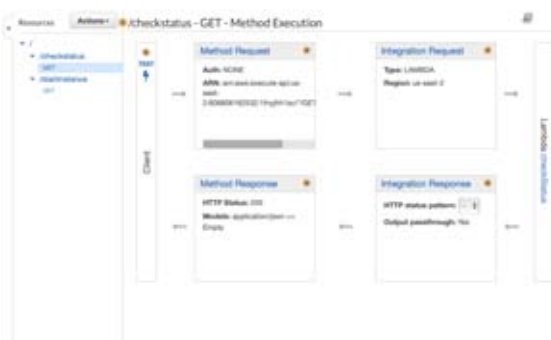 Resources
Actions
/checkstatus - GET - Method Execution
/
/checkstatus
GET
/startinstance
GET
TEST
Client
Method Request
Auth: NONE
ARN:
Integration Request
Type: LAMBDA
Region: us-east-2
Method Response
HTTP Status: 200
Models: application/json =>
Empty
Integration Response
HTTP status pattern: -
Output passthrough: Yes
Lambda checkStatus